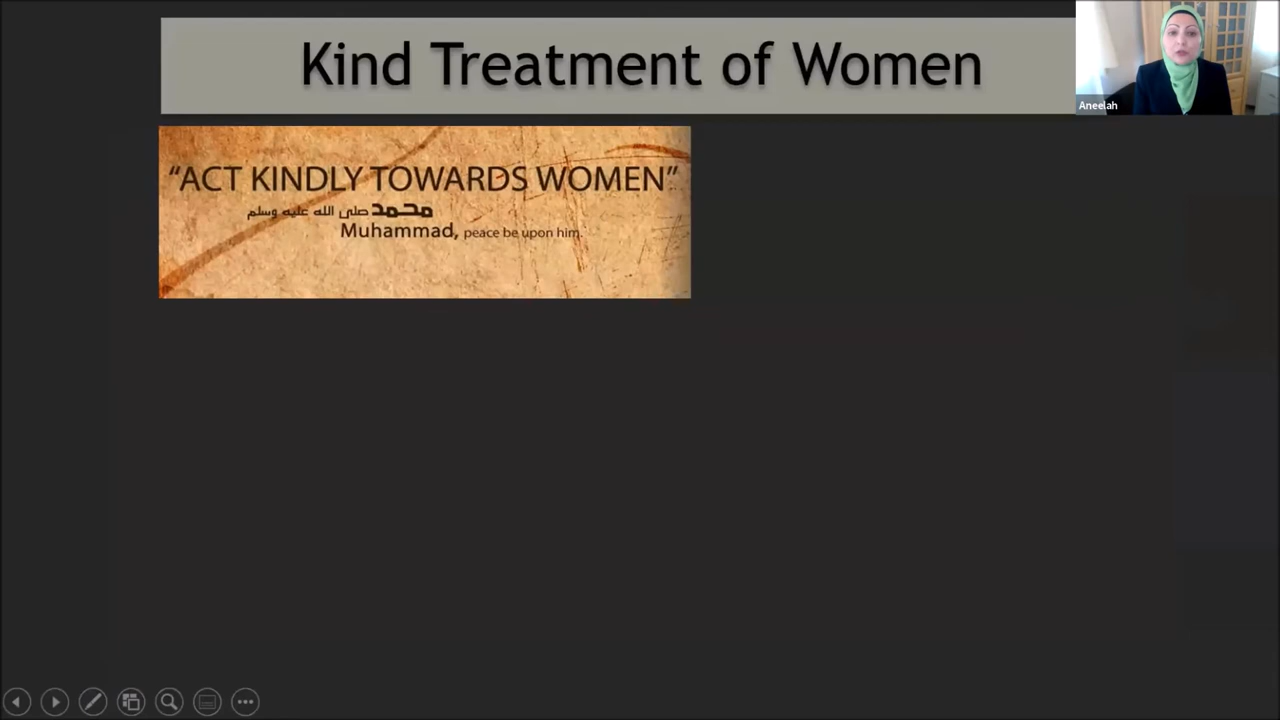 Kind Treatment of Women
Aneelah
“ACT KINDLY TOWARDS WOMEN”
محمد صلى الله عليه وسلم
Muhammad, peace be upon him.